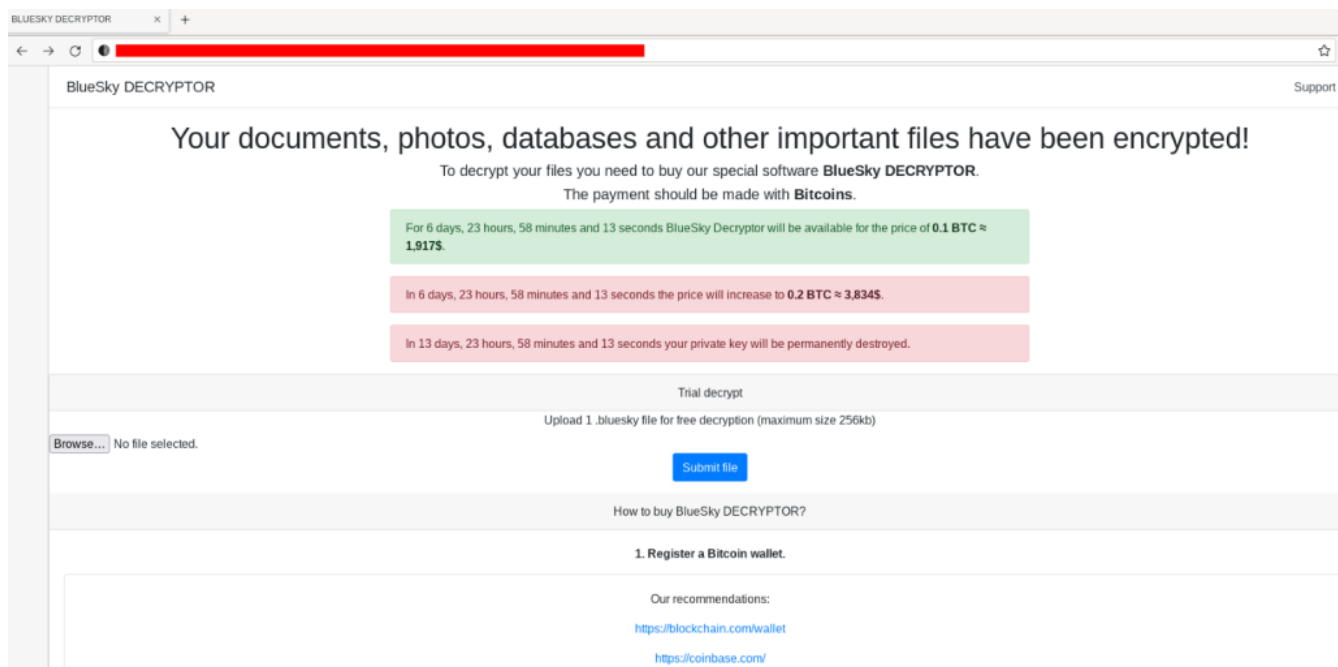 BLUESKY DECRYPTOR
BlueSky DECRYPTOR
Support
Your documents, photos, databases and other important files have been encrypted!
To decrypt your files you need to buy our special software BlueSky DECRYPTOR.
The payment should be made with Bitcoins.
For 6 days, 23 hours, 58 minutes and 13 seconds BlueSky Decryptor will be available for the price of 0.1 BTC ≈
1,917$.
In 6 days, 23 hours, 58 minutes and 13 seconds the price will increase to 0.2 BTC ≈ 3,834$.
In 13 days, 23 hours, 58 minutes and 13 seconds your private key will be permanently destroyed.
Trial decrypt
Upload 1 .bluesky file for free decryption (maximum size 256kb)
Browse... No file selected.
Submit file
How to buy BlueSky DECRYPTOR?
1. Register a Bitcoin wallet.
Our recommendations:
https://blockchain.com/wallet
https://coinbase.com/